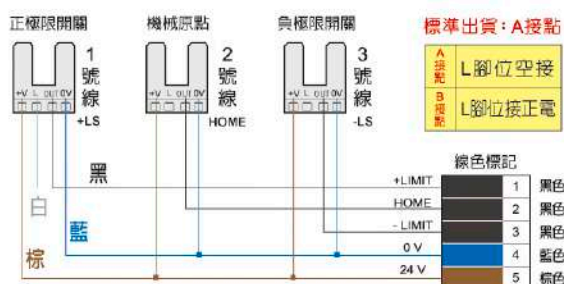 正極限開關
1
號
線
+V L OUT 0V
+LS
機械原點
2
號
線
+V L OUT 0V
HOME
負極限開關
3
號
線
+V L OUT 0V
-LS
標準出貨：A接點
A接點 L腳位空接
B接點 L腳位接正電
黑
白
藍
棕
線色標記
+LIMIT 1 黑色
HOME 2 黑色
- LIMIT 3 黑色
0 V 4 藍色
24 V 5 棕色